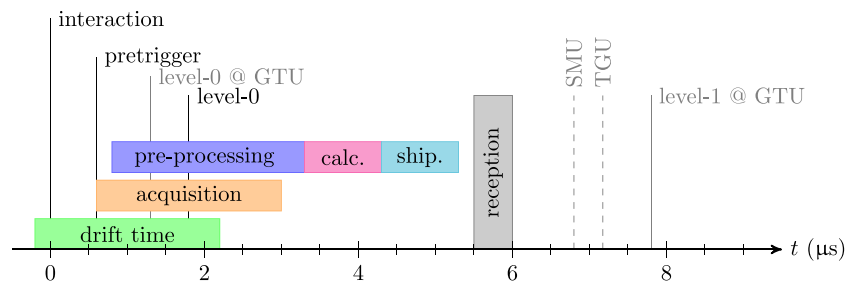 interaction
pretrigger
level-0 @ GTU
level-0
SMU
TGU
level-1 @ GTU
pre-processing
calc.
ship.
reception
acquisition
drift time
t (μs)
0
2
4
6
8